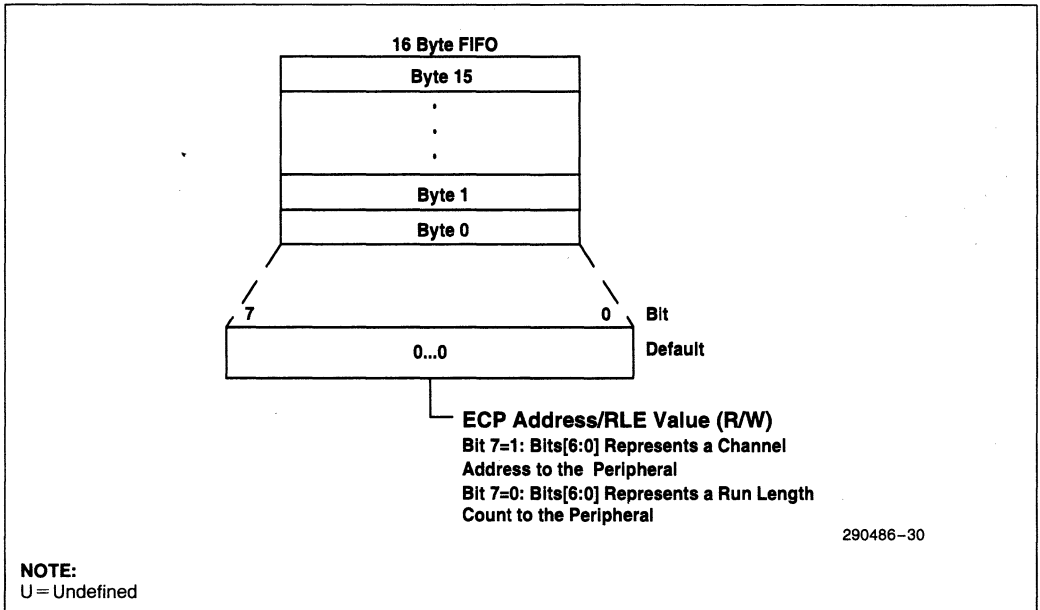 16 Byte FIFO
Byte 15
Byte 1
Byte 0
7 0 Bit
0...0 Default
ECP Address/RLE Value (R/W)
Bit 7=1: Bits[6:0] Represents a Channel
Address to the Peripheral
Bit 7=0: Bits[6:0] Represents a Run Length
Count to the Peripheral
290486–30
NOTE:
U = Undefined